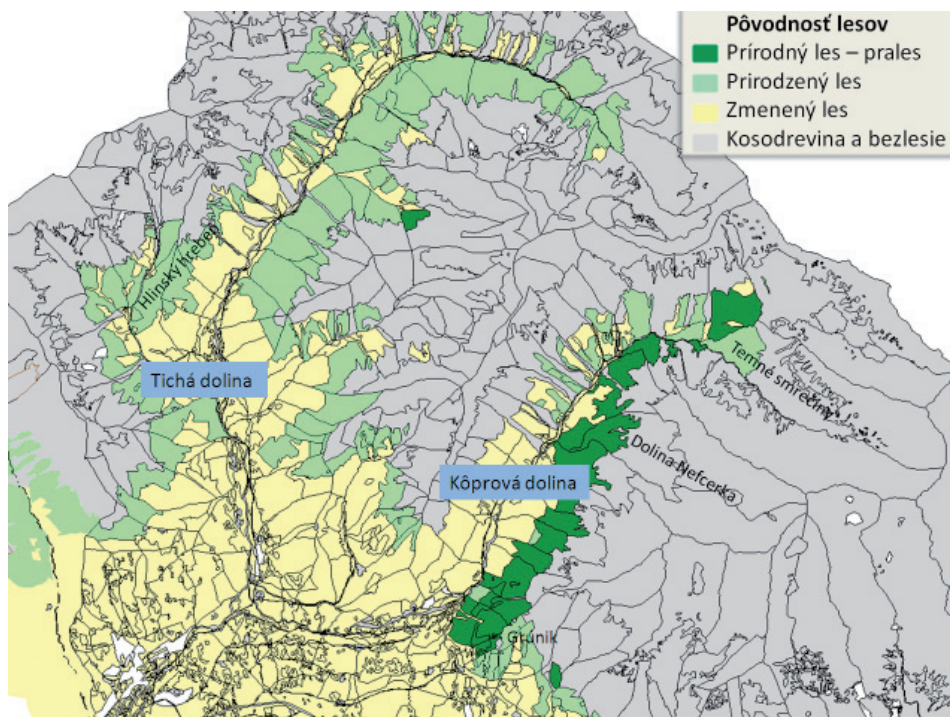 Pôvodnosť lesov
Prírodný les – prales
Prirodzený les
Zmenený les
Kosodrevina a bezlesie
Hlinský hrebeň
Tichá dolina
Temné smrečiny
Dolina Nefcerka
Kôprová dolina
Grúnik